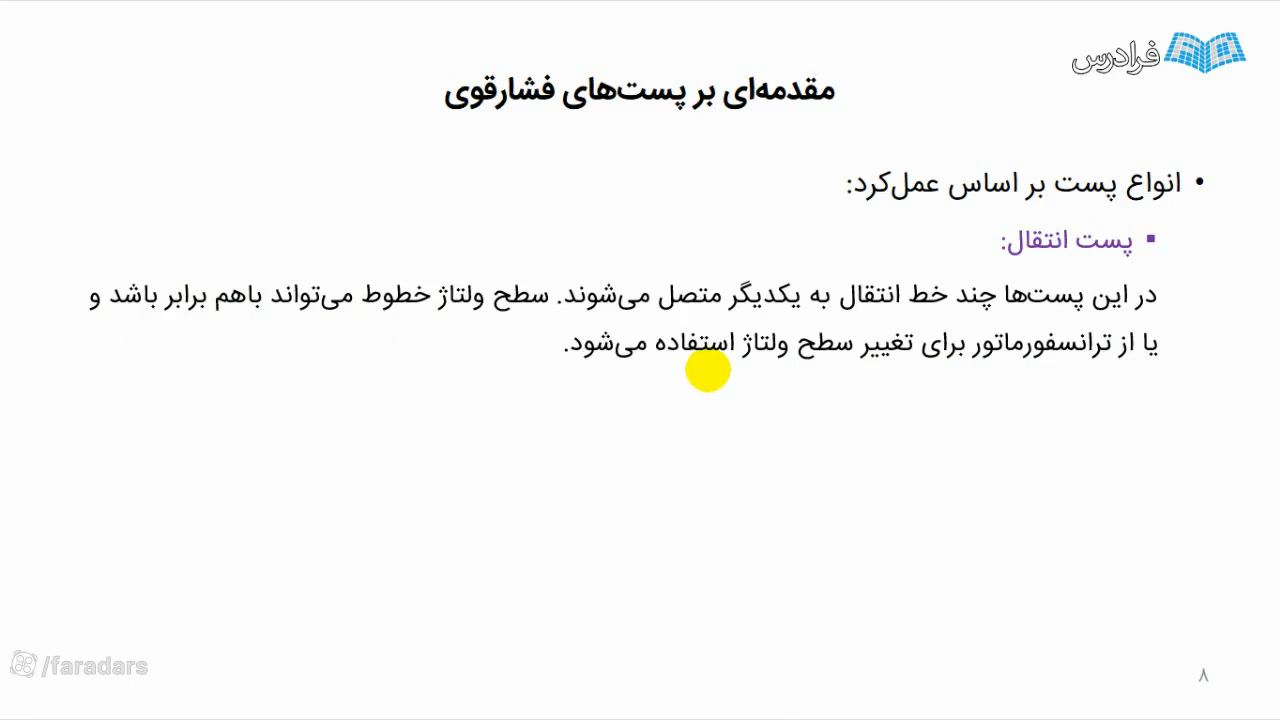 فرادرس
مقدمه‌ای بر پست‌های فشارقوی
• انواع پست بر اساس عمل‌کرد:
▪ پست انتقال:
در این پست‌ها چند خط انتقال به یکدیگر متصل می‌شوند. سطح ولتاژ خطوط می‌تواند باهم برابر باشد و
یا از ترانسفورماتور برای تغییر سطح ولتاژ استفاده می‌شود.
/faradars
۸